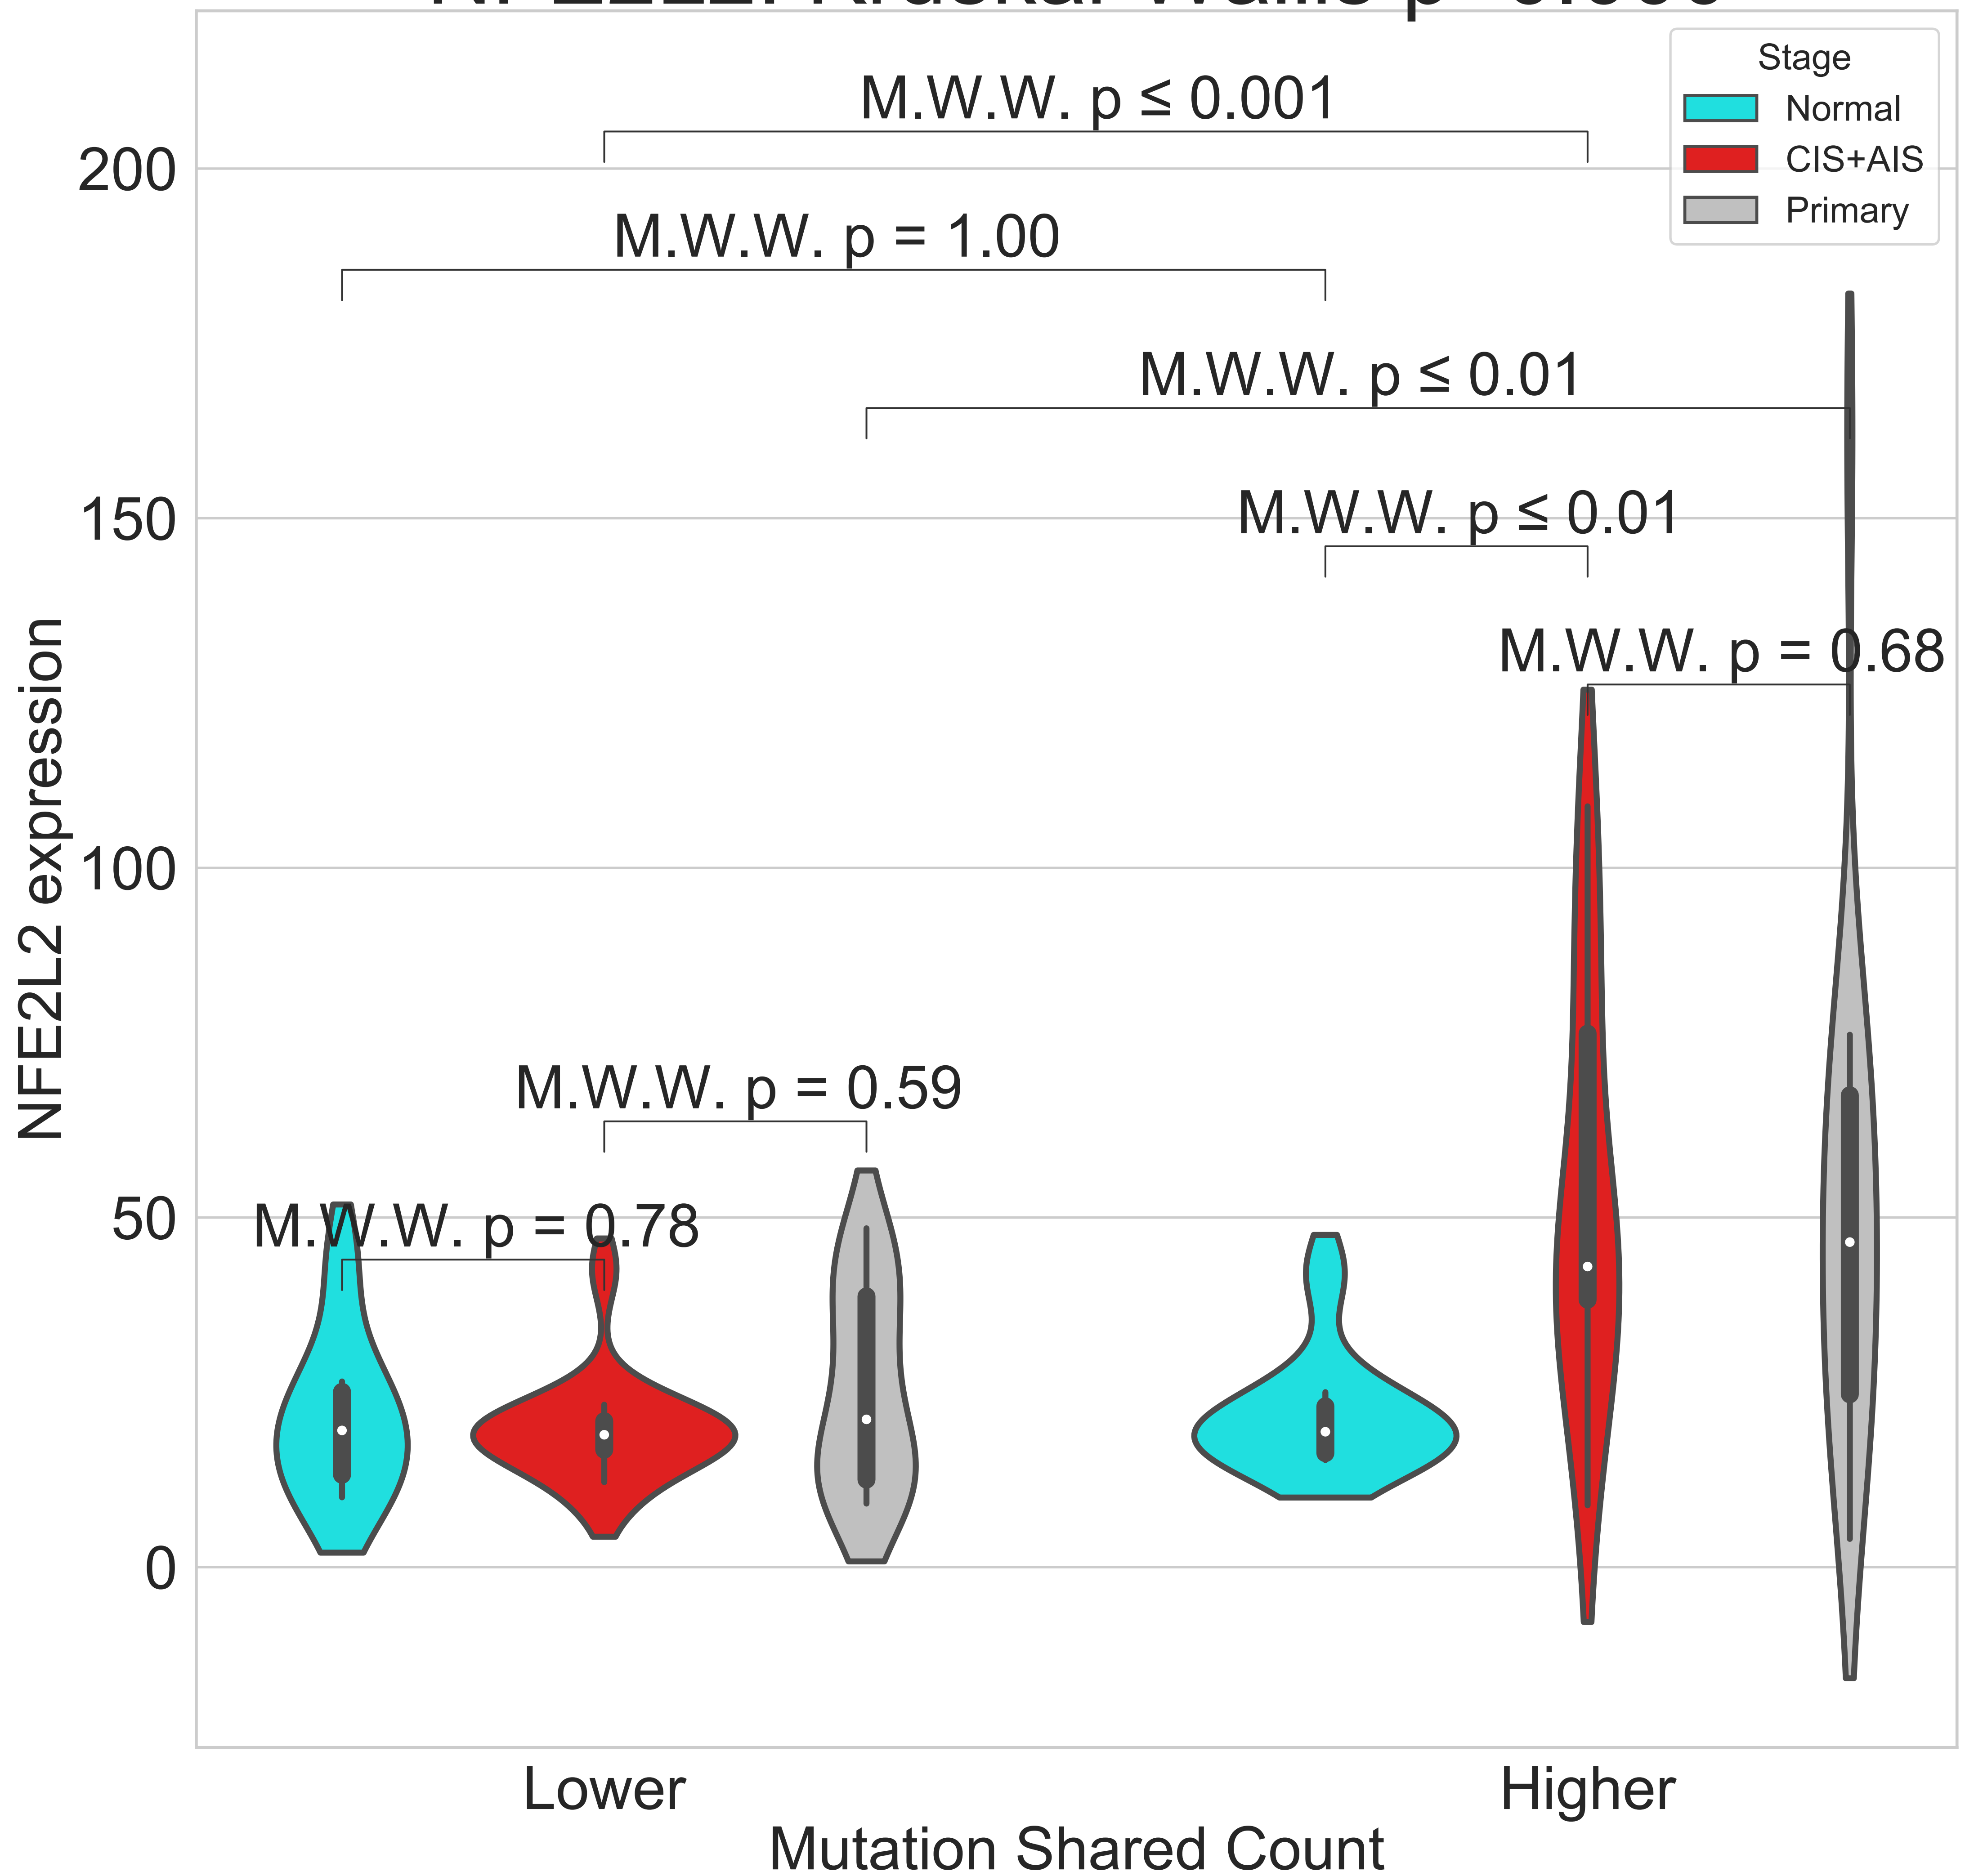 Stage
Normal
CIS+AIS
Primary
M.W.W. p ≤ 0.001
M.W.W. p = 1.00
M.W.W. p ≤ 0.01
M.W.W. p ≤ 0.01
M.W.W. p = 0.68
M.W.W. p = 0.59
M.W.W. p = 0.78
200
150
100
50
0
NFE2L2 expression
Lower
Higher
Mutation Shared Count